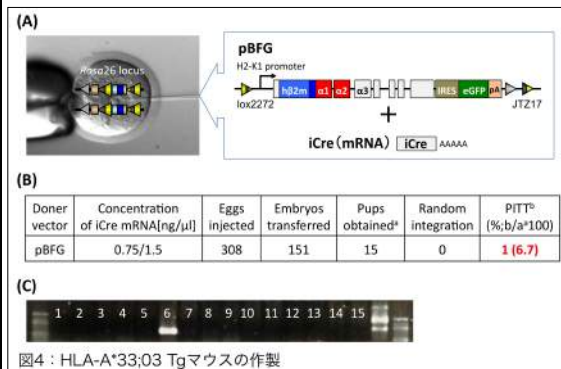 (A)
Rosa26 locus
pBFG
H2-K1 promoter
hβ2m α1 α2 α3 IRES eGFP pA
lox2272 JTZ17
+
iCre(mRNA) iCre AAAAA
(B)
Doner vector Concentration of iCre mRNA[ng/μl] Eggs injected Embryos transferred Pups obtainedᵃ Random integration PITTᵇ (%;b/a*100)
pBFG 0.75/1.5 308 151 15 0 1 (6.7)
(C)
1 2 3 4 5 6 7 8 9 10 11 12 13 14 15
図4：HLA-A*33;03 Tgマウスの作製